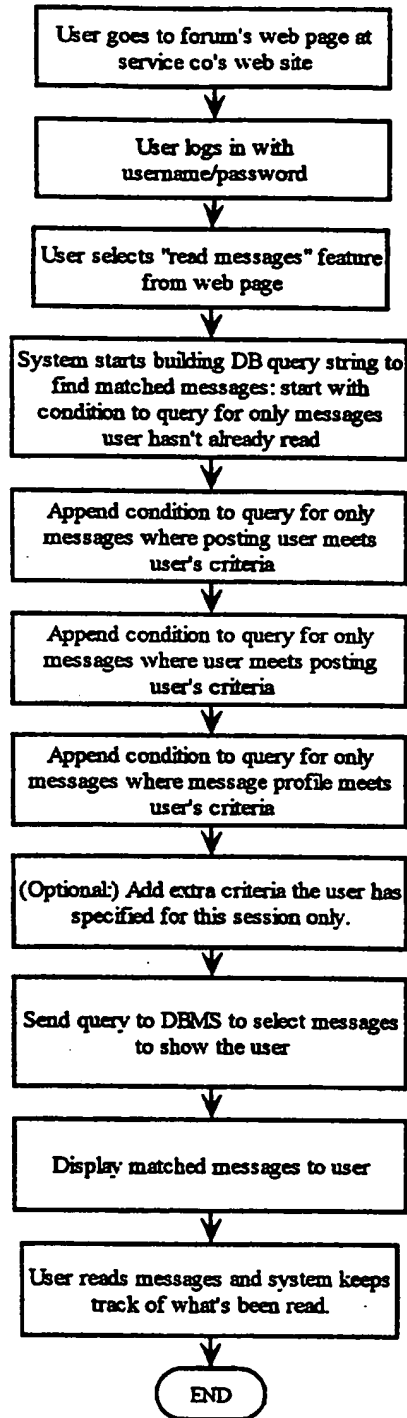 User goes to forum's web page at
service co's web site
User logs in with
username/password
User selects "read messages" feature
from web page
System starts building DB query string to
find matched messages: start with
condition to query for only messages
user hasn't already read
Append condition to query for only
messages where posting user meets
user's criteria
Append condition to query for only
messages where user meets posting
user's criteria
Append condition to query for only
messages where message profile meets
user's criteria
(Optional:) Add extra criteria the user has
specified for this session only.
Send query to DBMS to select messages
to show the user
Display matched messages to user
User reads messages and system keeps
track of what's been read.
END